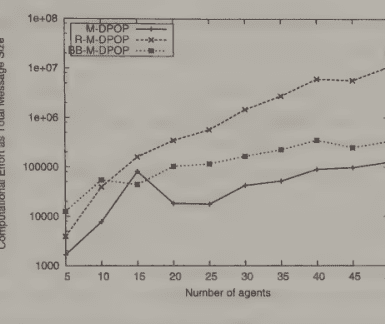 Computational Effort as Total Message Size
1e+08
1e+07
1e+06
100000
10000
1000
M-DPOP
R-M-DPOP
BB-M-DPOP
5 10 15 20 25 30 35 40 45
Number of agents